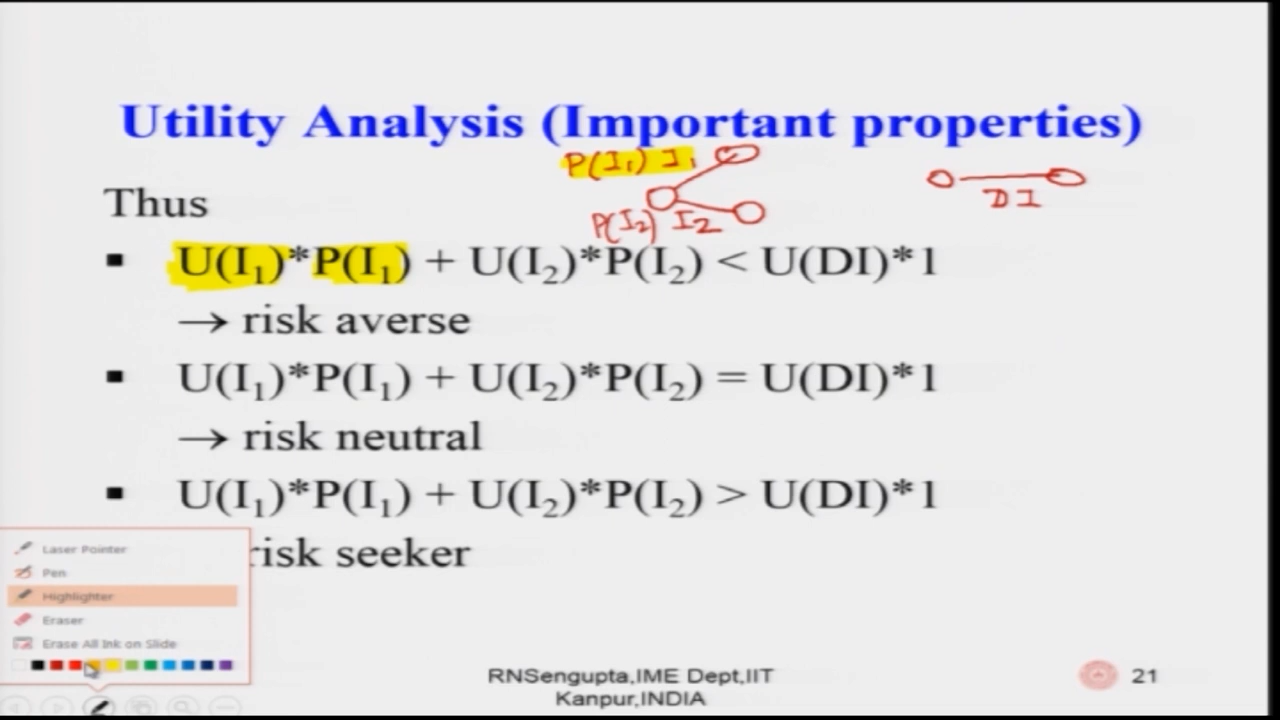 Utility Analysis (Important properties)
P(I₁) I₁
P(I₂) I₂
DI
Thus
▪ U(I₁)*P(I₁) + U(I₂)*P(I₂) < U(DI)*1
→ risk averse
▪ U(I₁)*P(I₁) + U(I₂)*P(I₂) = U(DI)*1
→ risk neutral
▪ U(I₁)*P(I₁) + U(I₂)*P(I₂) > U(DI)*1
risk seeker
Laser Pointer
Pen
Highlighter
Eraser
Erase All Ink on Slide
RNSengupta,IME Dept,IIT
Kanpur,INDIA
21